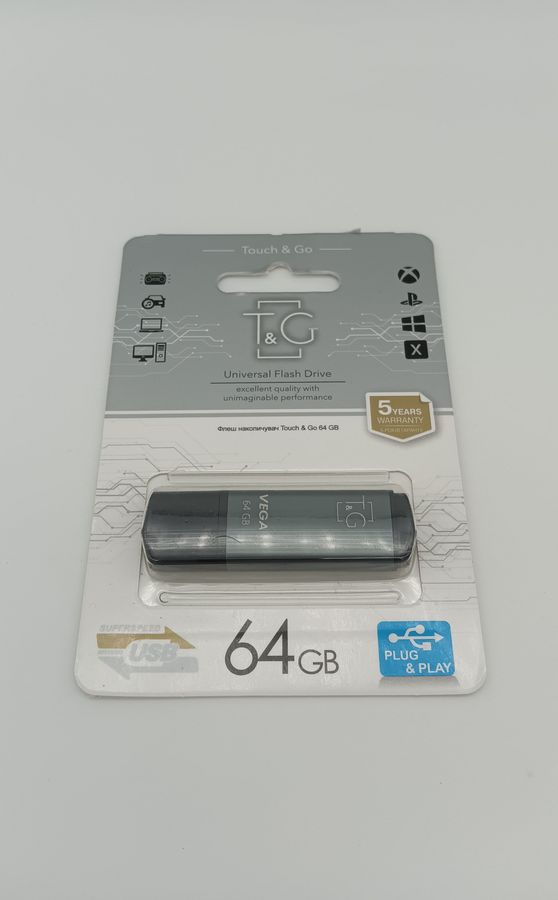 Touch & Go
T&G
Universal Flash Drive
excellent quality with
unimaginable performance
5 YEARS
WARRANTY
Флеш накопичувач Touch & Go 64 GB
VEGA
64 GB
T&G
SUPERSPEED
USB
64GB
PLUG
& PLAY